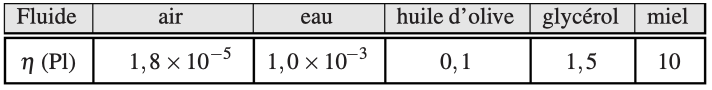 Fluide air eau huile d'olive glycérol miel
η (Pl) 1,8 × 10⁻⁵ 1,0 × 10⁻³ 0,1 1,5 10